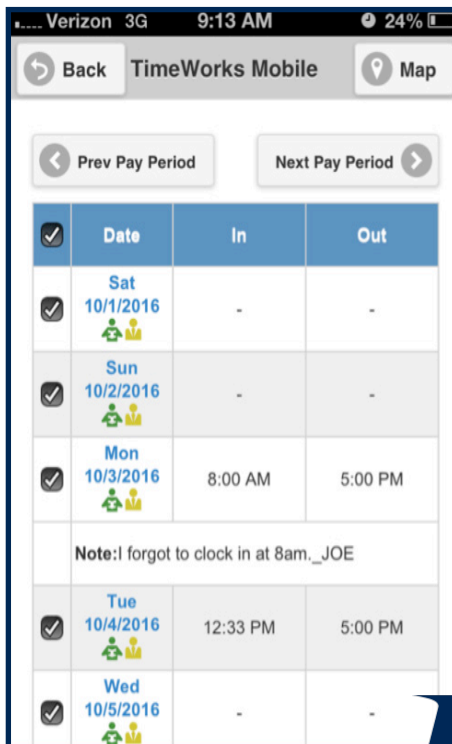 Verizon 3G 9:13 AM 24%
Back TimeWorks Mobile Map
Prev Pay Period Next Pay Period
Date In Out
Sat
10/1/2016 - -
Sun
10/2/2016 - -
Mon
10/3/2016 8:00 AM 5:00 PM
Note:I forgot to clock in at 8am._JOE
Tue
10/4/2016 12:33 PM 5:00 PM
Wed
10/5/2016 - -